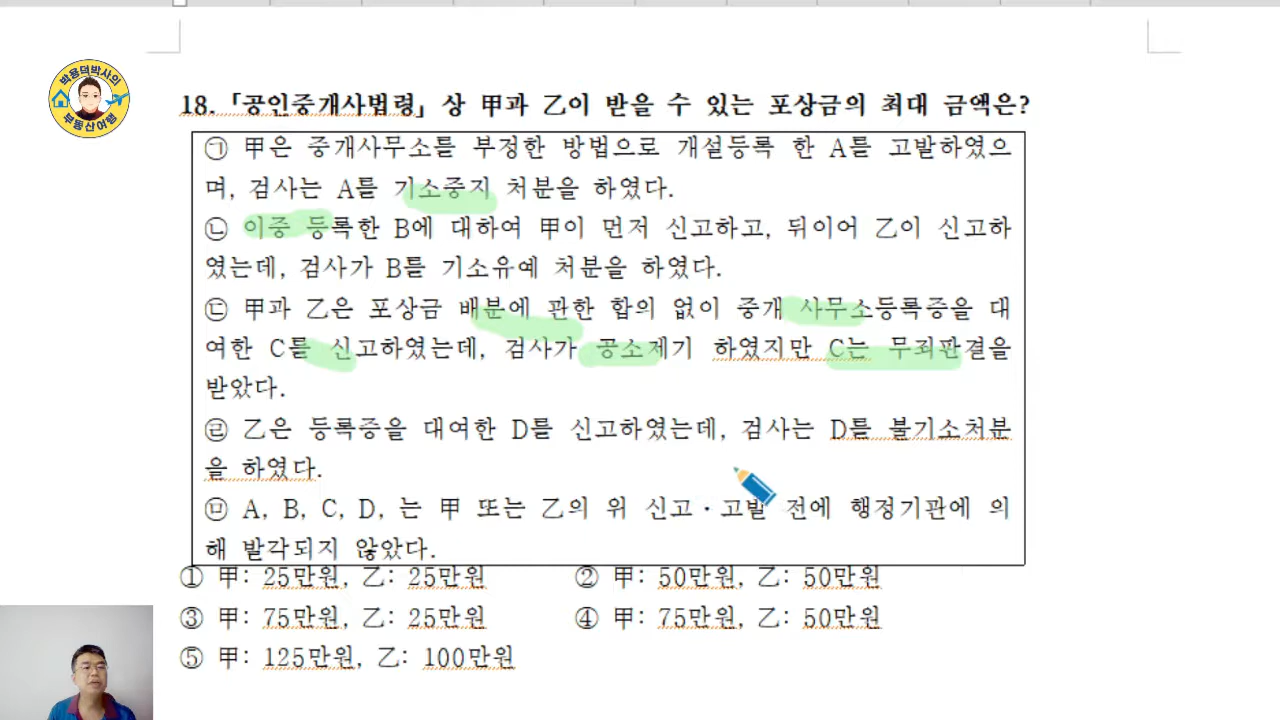 박용덕박사의
부동산여행
18. 「공인중개사법령」 상 甲과 乙이 받을 수 있는 포상금의 최대 금액은?
㉠ 甲은 중개사무소를 부정한 방법으로 개설등록 한 A를 고발하였으
며, 검사는 A를 기소중지 처분을 하였다.
㉡ 이중 등록한 B에 대하여 甲이 먼저 신고하고, 뒤이어 乙이 신고하
였는데, 검사가 B를 기소유예 처분을 하였다.
㉢ 甲과 乙은 포상금 배분에 관한 합의 없이 중개 사무소등록증을 대
여한 C를 신고하였는데, 검사가 공소제기 하였지만 C는 무죄판결을
받았다.
㉣ 乙은 등록증을 대여한 D를 신고하였는데, 검사는 D를 불기소처분
을 하였다.
㉤ A, B, C, D, 는 甲 또는 乙의 위 신고·고발 전에 행정기관에 의
해 발각되지 않았다.
① 甲: 25만원, 乙: 25만원 ② 甲: 50만원, 乙: 50만원
③ 甲: 75만원, 乙: 25만원 ④ 甲: 75만원, 乙: 50만원
⑤ 甲: 125만원, 乙: 100만원